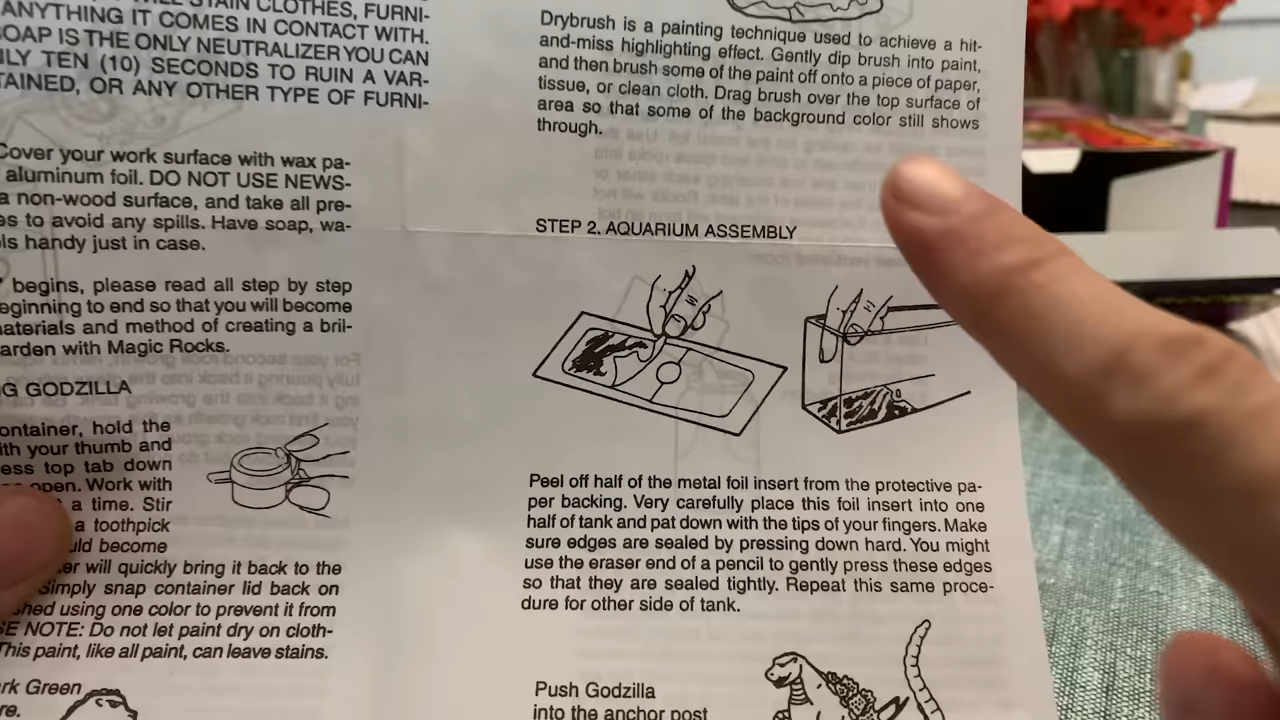 STAIN CLOTHES, FURNI-
ANYTHING IT COMES IN CONTACT WITH.
SOAP IS THE ONLY NEUTRALIZER YOU CAN
TEN (10) SECONDS TO RUIN A VAR-
OR ANY OTHER TYPE OF FURNI-
Cover your work surface with wax pa-
aluminum foil. DO NOT USE NEWS-
a non-wood surface, and take all pre-
to avoid any spills. Have soap, wa-
handy just in case.
begins, please read all step by step
beginning to end so that you will become
materials and method of creating a bril-
with Magic Rocks.
GODZILLA
container, hold the
with your thumb and
top tab down
open. Work with
a time. Stir
a toothpick
become
will quickly bring it back to the
Simply snap container lid back on
using one color to prevent it from
NOTE: Do not let paint dry on cloth-
This paint, like all paint, can leave stains.
Green
Drybrush is a painting technique used to achieve a hit-
and-miss highlighting effect. Gently dip brush into paint,
and then brush some of the paint off onto a piece of paper,
tissue, or clean cloth. Drag brush over the top surface of
area so that some of the background color still shows
through.
STEP 2. AQUARIUM ASSEMBLY
Peel off half of the metal foil insert from the protective pa-
per backing. Very carefully place this foil insert into one
half of tank and pat down with the tips of your fingers. Make
sure edges are sealed by pressing down hard. You might
use the eraser end of a pencil to gently press these edges
so that they are sealed tightly. Repeat this same proce-
dure for other side of tank.
Push Godzilla
into the anchor post